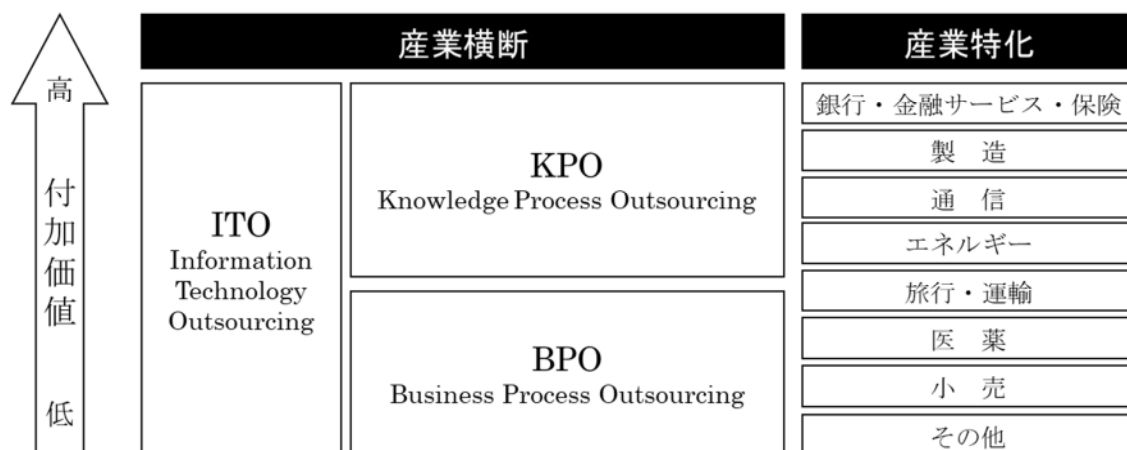 産業横断
産業特化
高
付加価値
低
ITO
Information
Technology
Outsourcing
KPO
Knowledge Process Outsourcing
BPO
Business Process Outsourcing
銀行・金融サービス・保険
製　造
通　信
エネルギー
旅行・運輸
医　薬
小　売
その他